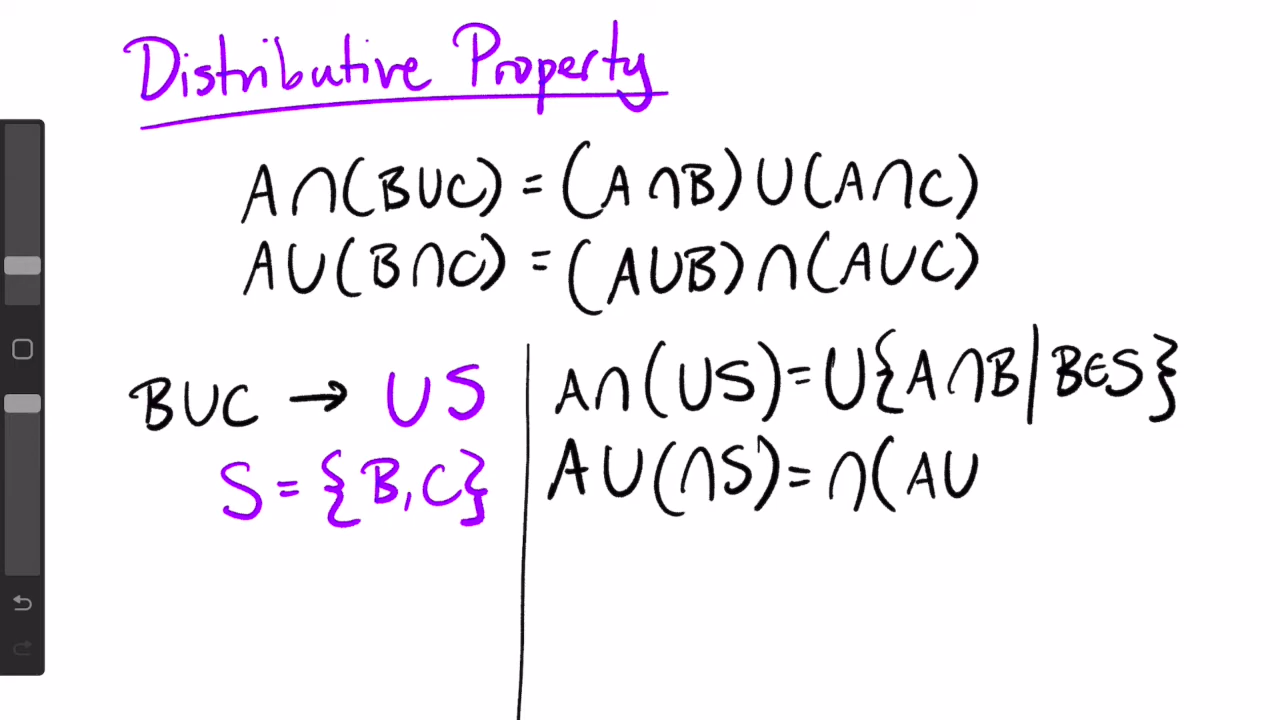 Distributive Property
A∩(B∪C) = (A∩B)∪(A∩C)
A∪(B∩C) = (A∪B)∩(A∪C)
B∪C → ∪S
S = {B,C}
A∩(∪S) = ∪{A∩B|B∈S}
A∪(∩S) = ∩(A∪